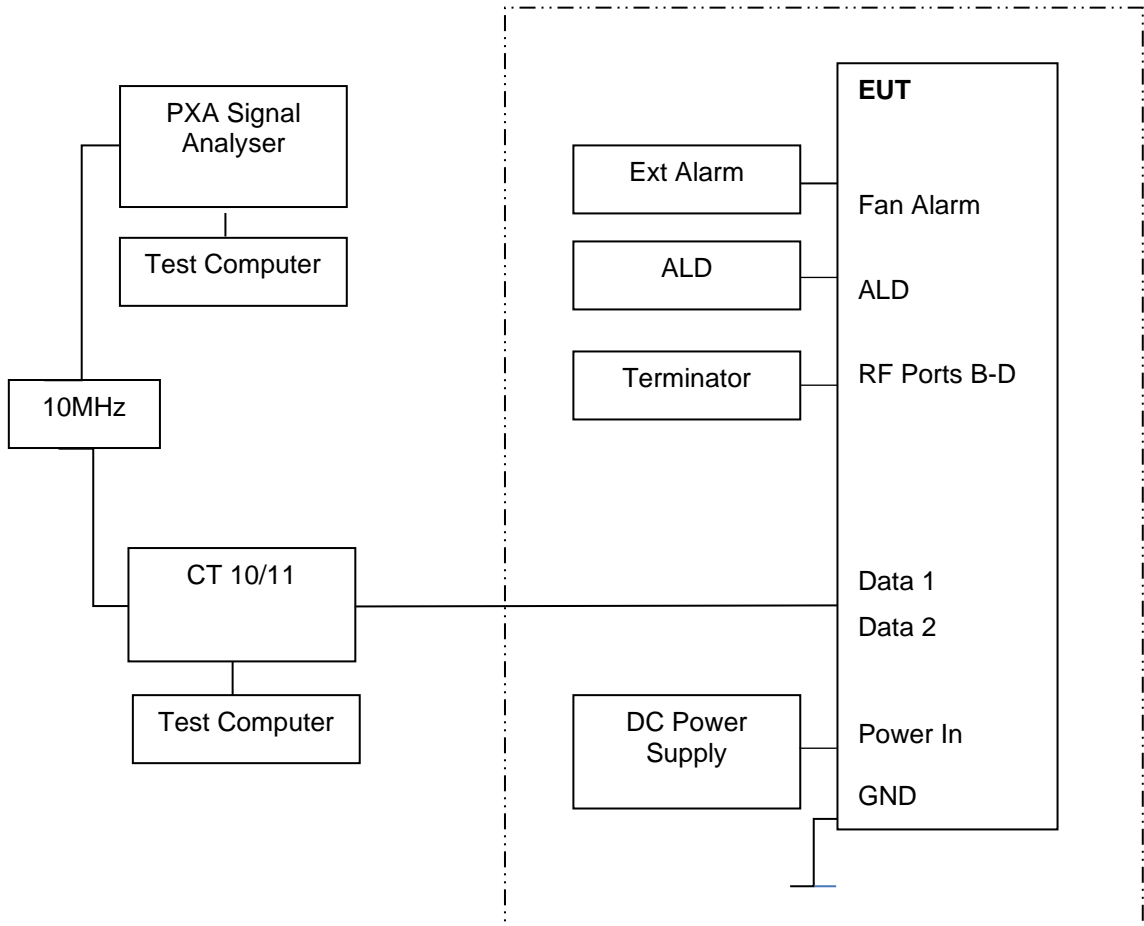 PXA Signal
Analyser
Test Computer
10MHz
CT 10/11
Test Computer
Ext Alarm
ALD
Terminator
DC Power
Supply
EUT
Fan Alarm
ALD
RF Ports B-D
Data 1
Data 2
Power In
GND